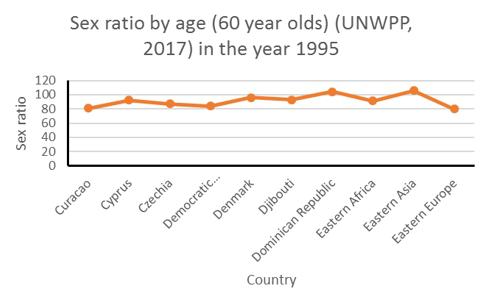 Sex ratio by age (60 year olds) (UNWPP,
2017) in the year 1995
120
100
80
60
40
20
0
Sex ratio
Curacao
Cyprus
Czechia
Democratic...
Denmark
Djibouti
Dominican Republic
Eastern Africa
Eastern Asia
Eastern Europe
Country